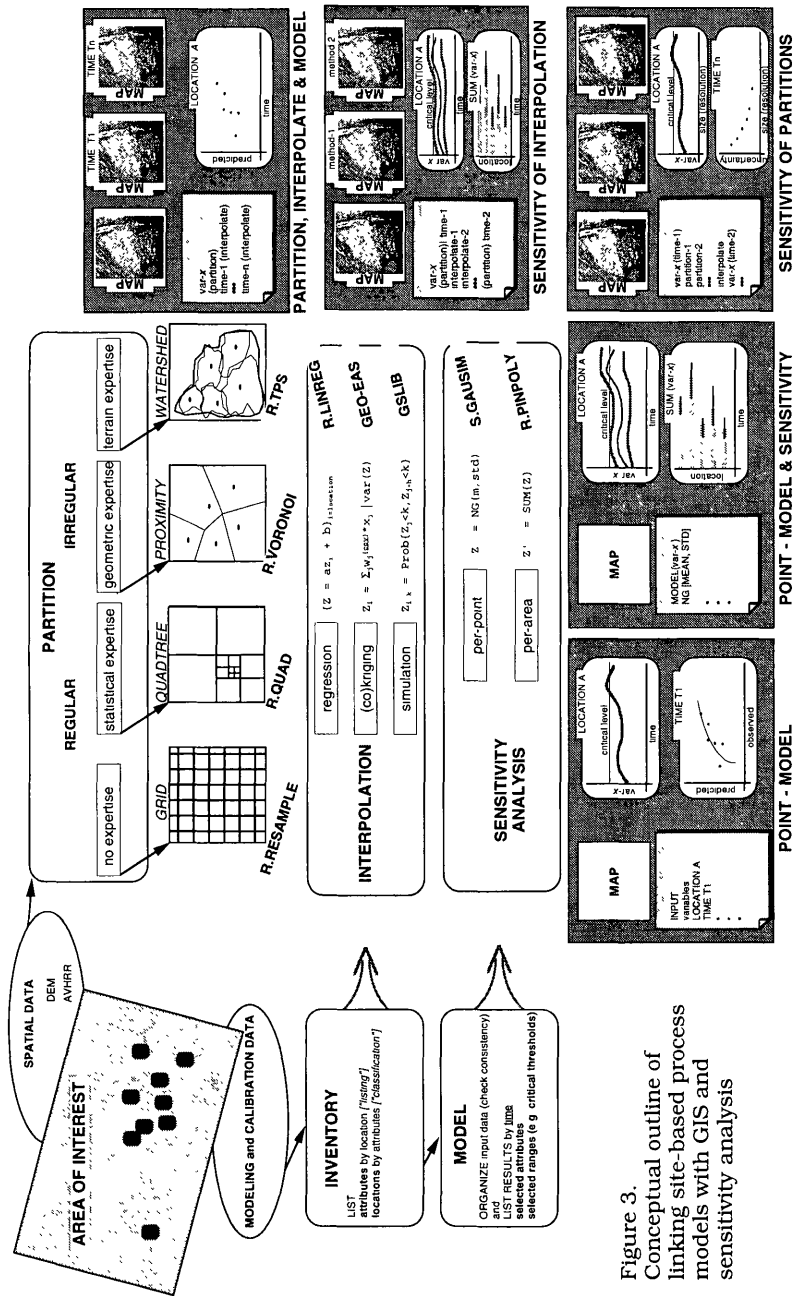 SPATIAL DATA
DEM
AVHRR
AREA OF INTEREST
MODELING and CALIBRATION DATA
INVENTORY
LIST
attributes by location ["listing"]
locations by attributes ["classification"]
MODEL
ORGANIZE input data (check consistency)
and
LIST RESULTS by time
selected attributes
selected ranges (e g critical thresholds)
Figure 3.
Conceptual outline of
linking site-based process
models with GIS and
sensitivity analysis
PARTITION
REGULAR
IRREGULAR
no expertise
statistical expertise
geometric expertise
terrain expertise
GRID
QUADTREE
PROXIMITY
WATERSHED
R.RESAMPLE
R.QUAD
R.VORONOI
R.TPS
INTERPOLATION
regression
(co)kriging
simulation
R.LINREG
GEO-EAS
GSLIB
SENSITIVITY
ANALYSIS
per-point
Z = NG(m, std)
S.GAUSIM
per-area
Z' = SUM(Z)
R.PINPOLY
MAP
INPUT
variables
LOCATION A
TIME T1
LOCATION A
critical level
var-x
time
TIME T1
predicted
observed
POINT - MODEL
MAP
MODEL(var-x)
NG [MEAN, STD]
LOCATION A
critical level
var x
time
SUM (var-x)
location
time
POINT - MODEL & SENSITIVITY
MAP
TIME T1
MAP
TIME Tn
MAP
var-x
(partition)
time-1 (interpolate)
•••
time-n (interpolate)
LOCATION A
predicted
time
PARTITION, INTERPOLATE & MODEL
MAP
method-1
MAP
method 2
MAP
var-x
(partition)! time-1
interpolate-1
interpolate-2
•••
(partition) time-2
LOCATION A
critical level
var x
time
SUM (var-x)
location
time
SENSITIVITY OF INTERPOLATION
MAP
MAP
MAP
var-x (time-1)
partition-1
partition-2
•••
interpolate
var-x (time-2)
LOCATION A
critical level
var-x
size (resolution)
TIME Tn
uncertainty
size (resolution)
SENSITIVITY OF PARTITIONS